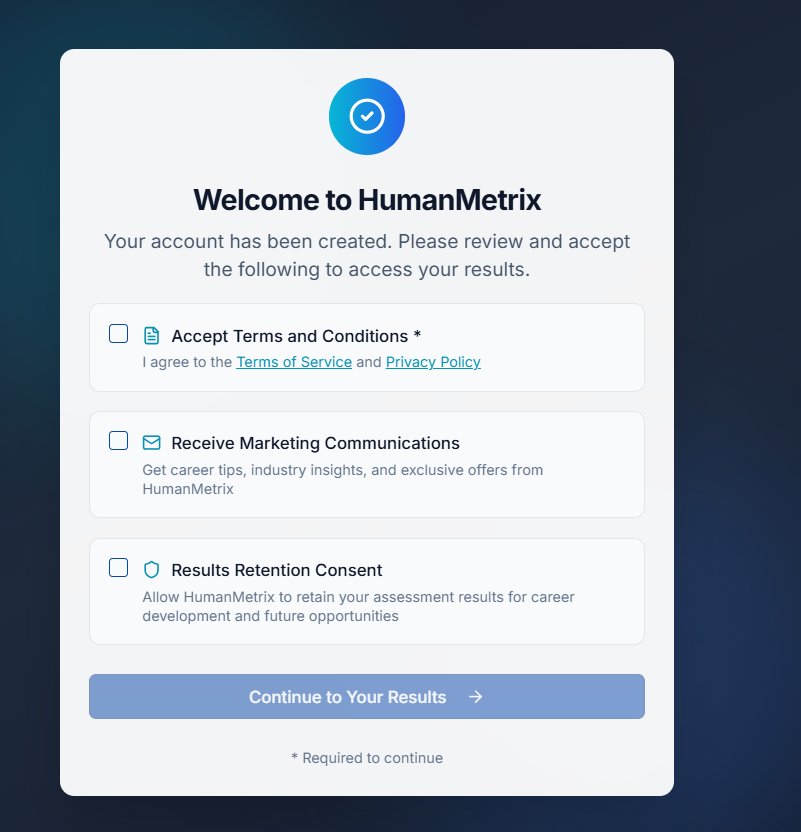 Welcome to HumanMetrix
Your account has been created. Please review and accept
the following to access your results.
Accept Terms and Conditions *
I agree to the Terms of Service and Privacy Policy
Receive Marketing Communications
Get career tips, industry insights, and exclusive offers from
HumanMetrix
Results Retention Consent
Allow HumanMetrix to retain your assessment results for career
development and future opportunities
Continue to Your Results →
* Required to continue